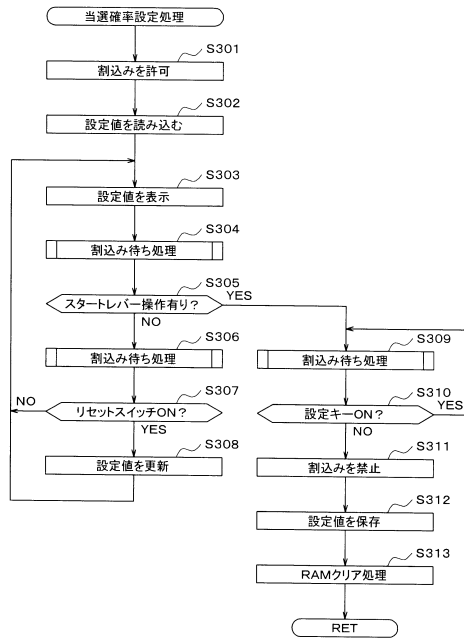 当選確率設定処理
S301
割込みを許可
S302
設定値を読み込む
S303
設定値を表示
S304
割込み待ち処理
S305
スタートレバー操作有り?
YES
NO
S306
割込み待ち処理
S307
リセットスイッチON?
NO
YES
S308
設定値を更新
S309
割込み待ち処理
S310
設定キーON?
YES
NO
S311
割込みを禁止
S312
設定値を保存
S313
RAMクリア処理
RET